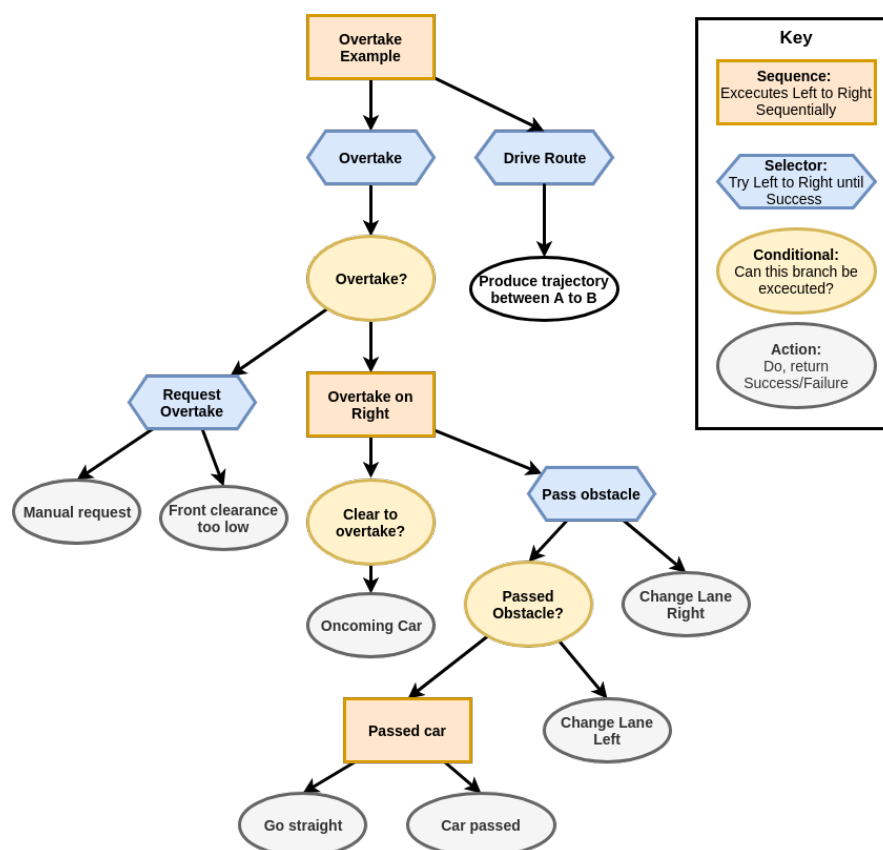 Overtake
Example
Key
Sequence:
Excecutes Left to Right
Sequentially
Overtake
Drive Route
Selector:
Try Left to Right until
Success
Overtake?
Produce trajectory
between A to B
Conditional:
Can this branch be
excecuted?
Action:
Do, return
Success/Failure
Request
Overtake
Overtake on
Right
Manual request
Front clearance
too low
Clear to
overtake?
Pass obstacle
Oncoming Car
Passed
Obstacle?
Change Lane
Right
Passed car
Change Lane
Left
Go straight
Car passed